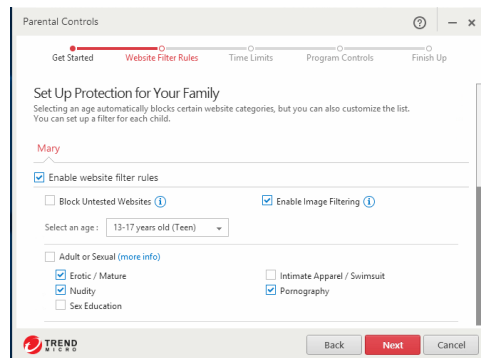 Parental Controls
Get Started Website Filter Rules Time Limits Program Controls Finish Up
Set Up Protection for Your Family
Selecting an age automatically blocks certain website categories, but you can also customize the list.
You can set up a filter for each child.
Mary
Enable website filter rules
Block Untested Websites Enable Image Filtering
Select an age : 13-17 years old (Teen)
Adult or Sexual (more info)
Erotic / Mature Intimate Apparel / Swimsuit
Nudity Pornography
Sex Education
TREND
MICRO
Back Next Cancel